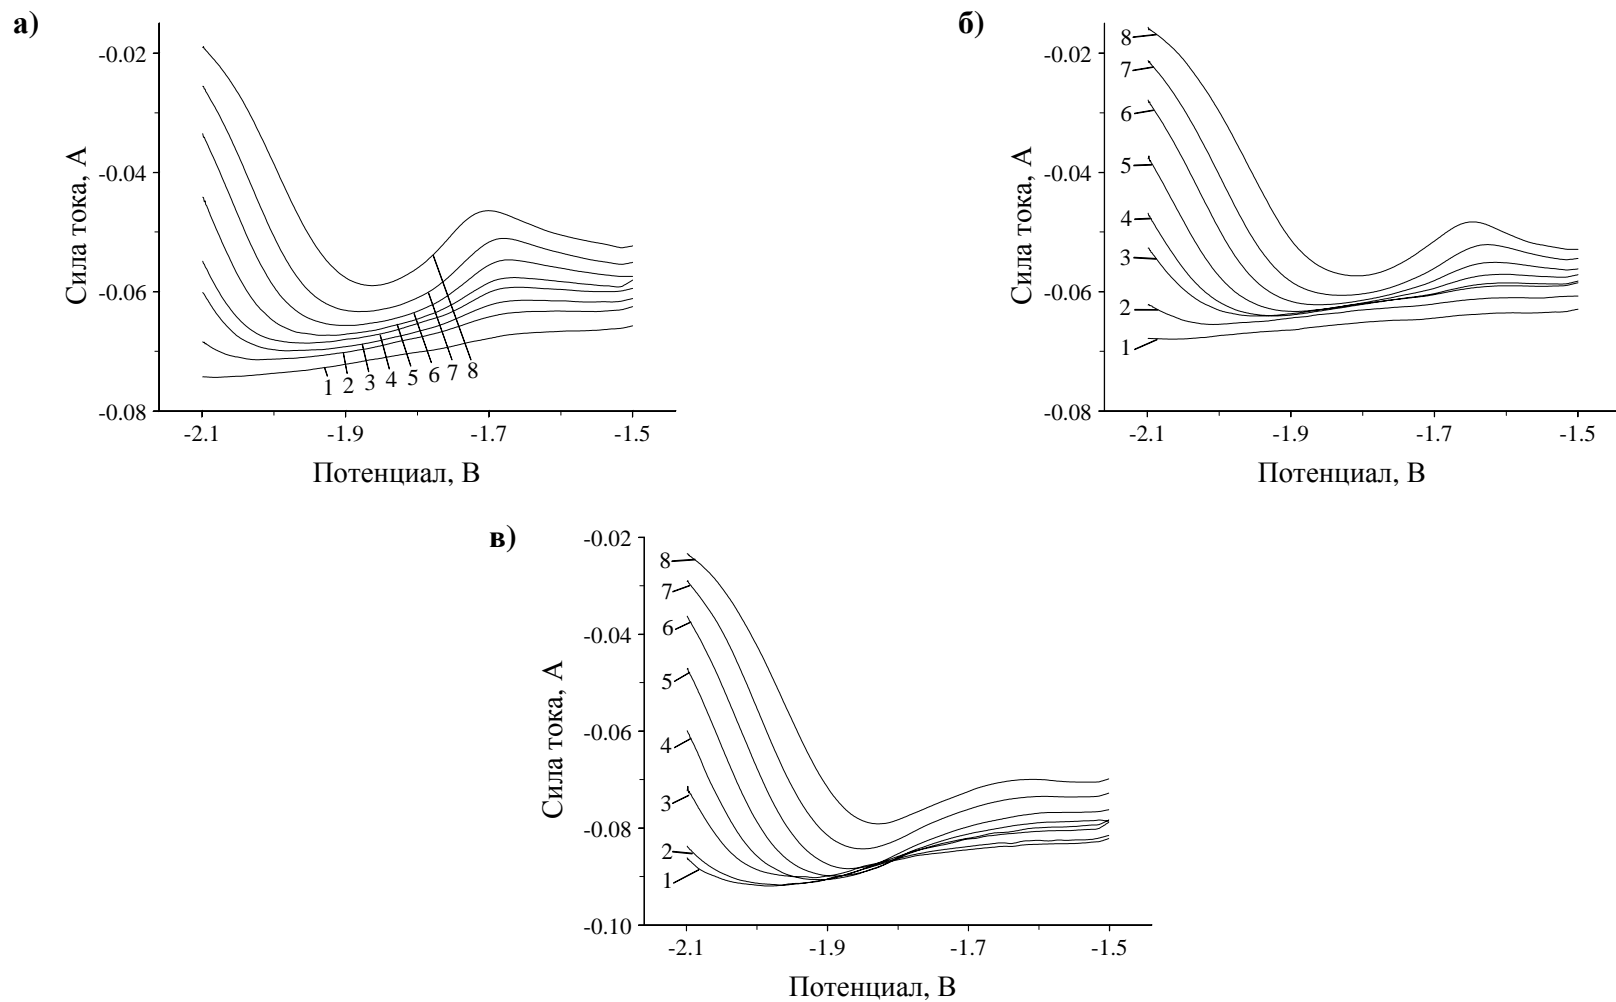 а)
-0.02
-0.04
-0.06
-0.08
Сила тока, А
1 2 3 4 5 6 7 8
-2.1 -1.9 -1.7 -1.5
Потенциал, В
б)
-0.02
-0.04
-0.06
-0.08
Сила тока, А
8
7
6
5
4
3
2
1
-2.1 -1.9 -1.7 -1.5
Потенциал, В
в)
-0.02
-0.04
-0.06
-0.08
-0.10
Сила тока, А
8
7
6
5
4
3
2
1
-2.1 -1.9 -1.7 -1.5
Потенциал, В